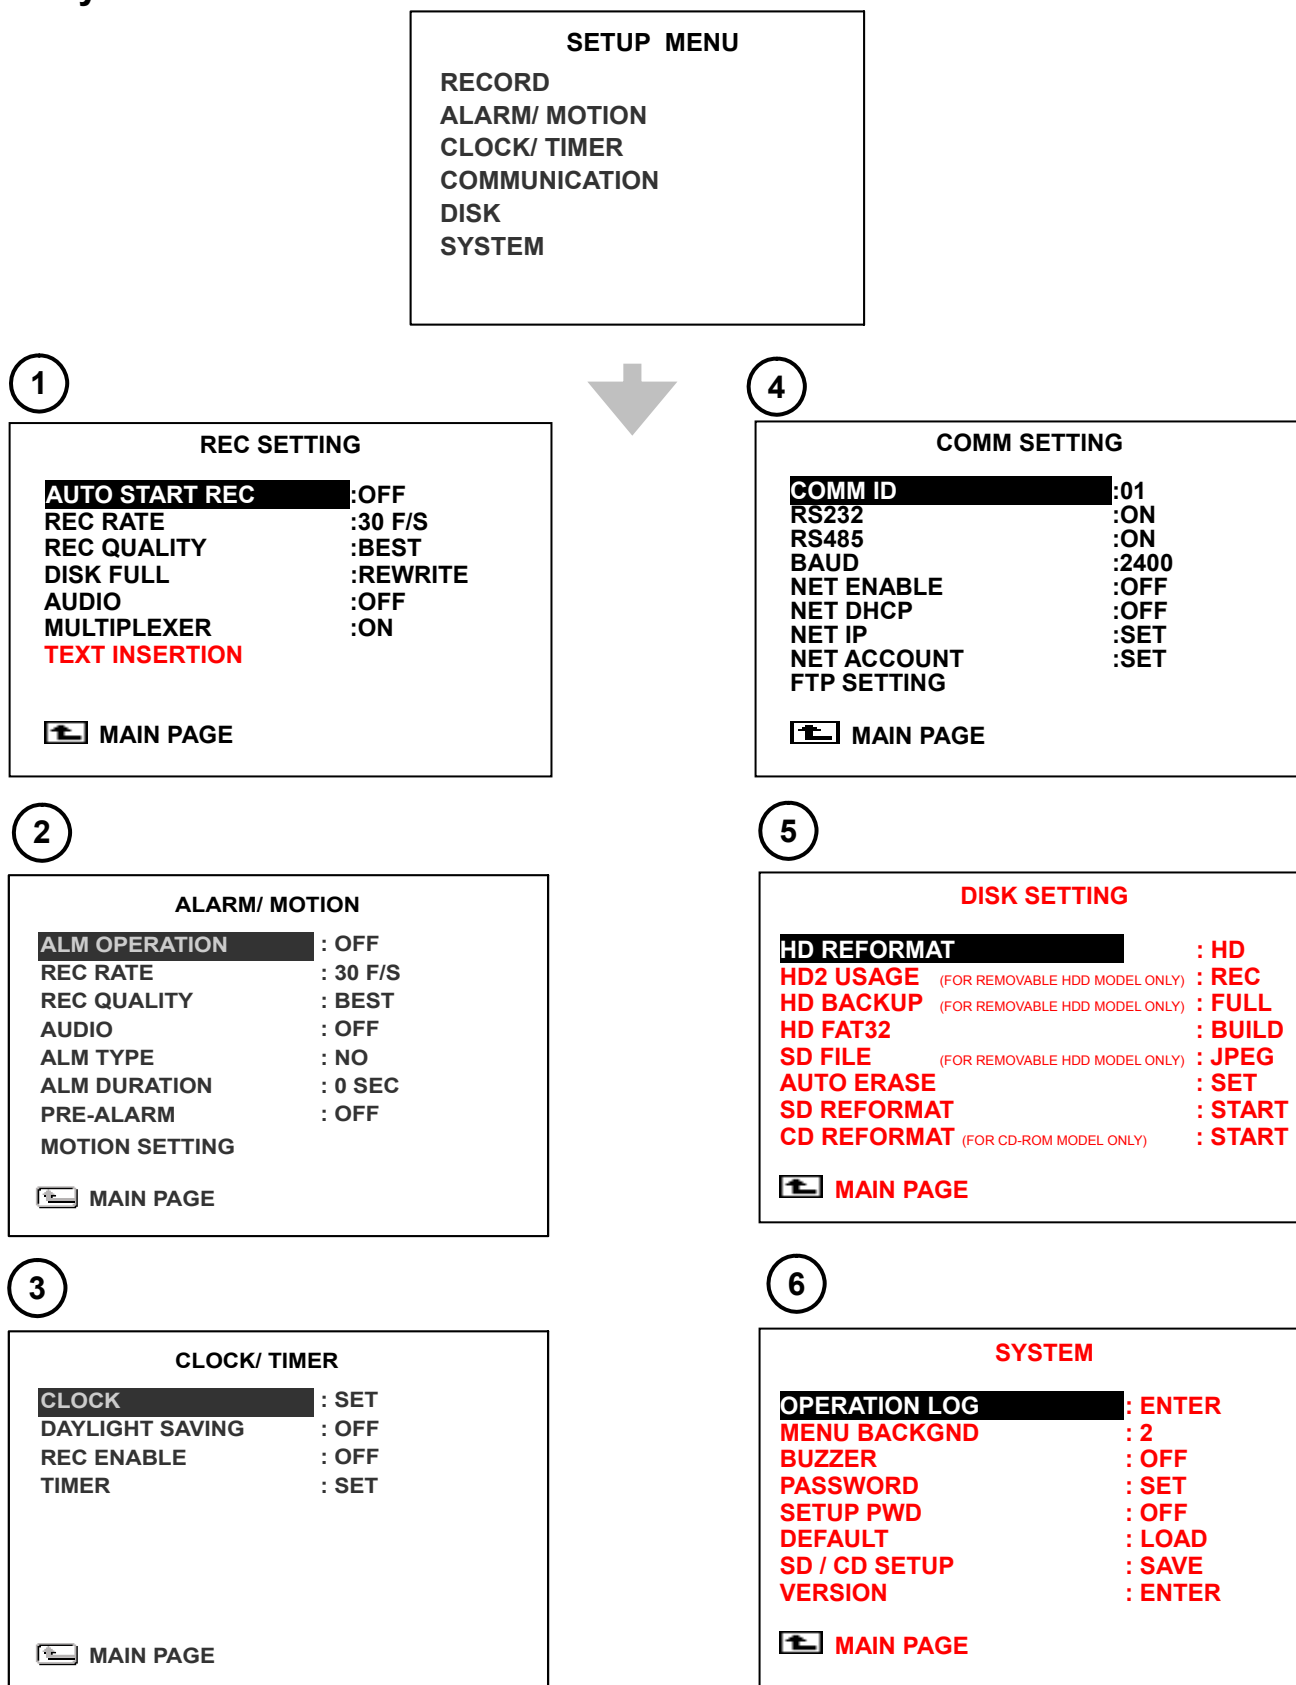 SETUP MENU
RECORD
ALARM/ MOTION
CLOCK/ TIMER
COMMUNICATION
DISK
SYSTEM
1
REC SETTING
AUTO START REC :OFF
REC RATE :30 F/S
REC QUALITY :BEST
DISK FULL :REWRITE
AUDIO :OFF
MULTIPLEXER :ON
TEXT INSERTION
MAIN PAGE
2
ALARM/ MOTION
ALM OPERATION : OFF
REC RATE : 30 F/S
REC QUALITY : BEST
AUDIO : OFF
ALM TYPE : NO
ALM DURATION : 0 SEC
PRE-ALARM : OFF
MOTION SETTING
MAIN PAGE
3
CLOCK/ TIMER
CLOCK : SET
DAYLIGHT SAVING : OFF
REC ENABLE : OFF
TIMER : SET
MAIN PAGE
4
COMM SETTING
COMM ID :01
RS232 :ON
RS485 :ON
BAUD :2400
NET ENABLE :OFF
NET DHCP :OFF
NET IP :SET
NET ACCOUNT :SET
FTP SETTING
MAIN PAGE
5
DISK SETTING
HD REFORMAT : HD
HD2 USAGE (FOR REMOVABLE HDD MODEL ONLY) : REC
HD BACKUP (FOR REMOVABLE HDD MODEL ONLY) : FULL
HD FAT32 : BUILD
SD FILE (FOR REMOVABLE HDD MODEL ONLY) : JPEG
AUTO ERASE : SET
SD REFORMAT : START
CD REFORMAT (FOR CD-ROM MODEL ONLY) : START
MAIN PAGE
6
SYSTEM
OPERATION LOG : ENTER
MENU BACKGND : 2
BUZZER : OFF
PASSWORD : SET
SETUP PWD : OFF
DEFAULT : LOAD
SD / CD SETUP : SAVE
VERSION : ENTER
MAIN PAGE